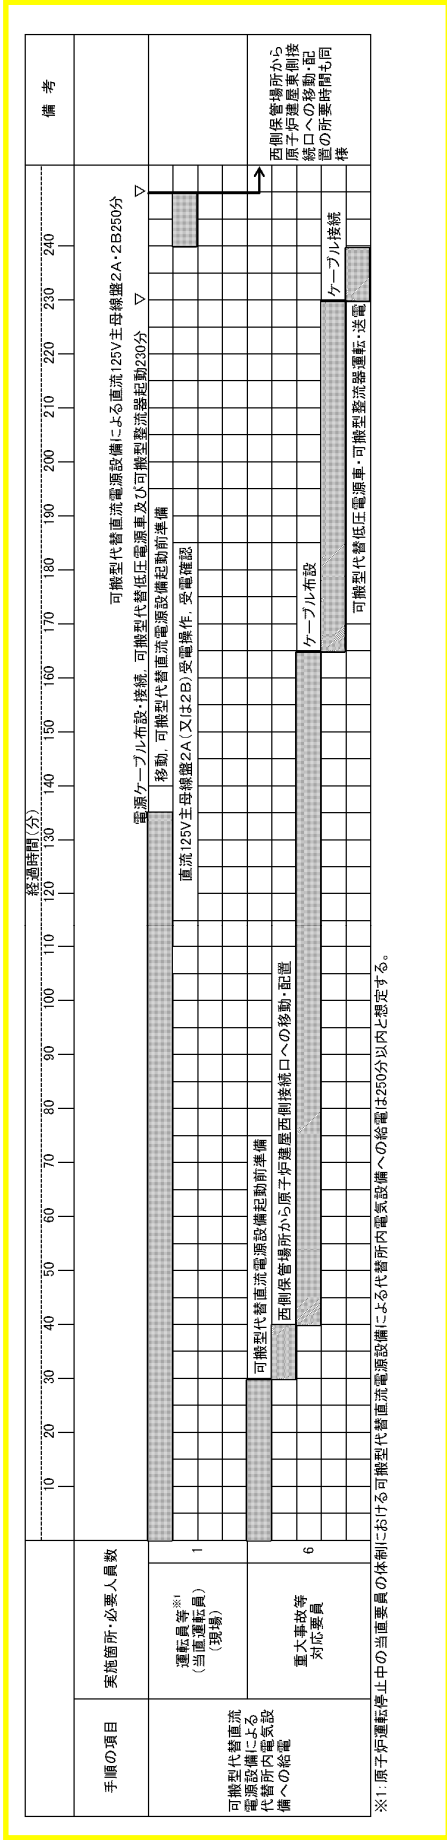 経過時間(分)
備考
10 20 30 40 50 60 70 80 90 100 110 120 130 140 150 160 170 180 190 200 210 220 230 240
手順の項目
実施箇所・必要人員数
可搬型代替直流電源設備による直流125V主母線盤2A・2B250分
▽
電源ケーブル布設・接続,可搬型代替低圧電源車及び可搬型整流器起動230分
▽
可搬型代替直流
電源設備による
代替所内電気設
備への給電
運転員等※1
(当直運転員)
(現場)
1
移動,可搬型代替直流電源設備起動前準備
直流125V主母線盤2A(又は2B)受電操作,受電確認
重大事故等
対応要員
6
可搬型代替直流電源設備起動前準備
西側保管場所から原子炉建屋西側接続口への移動・配置
ケーブル布設
ケーブル接続
可搬型代替低圧電源車・可搬型整流器運転・送電
西側保管場所から
原子炉建屋東側接
続口への移動・配
置の所要時間も同
様
※1:原子炉運転停止中の当直要員の体制における可搬型代替直流電源設備による代替所内電気設備への給電は250分以内と想定する。